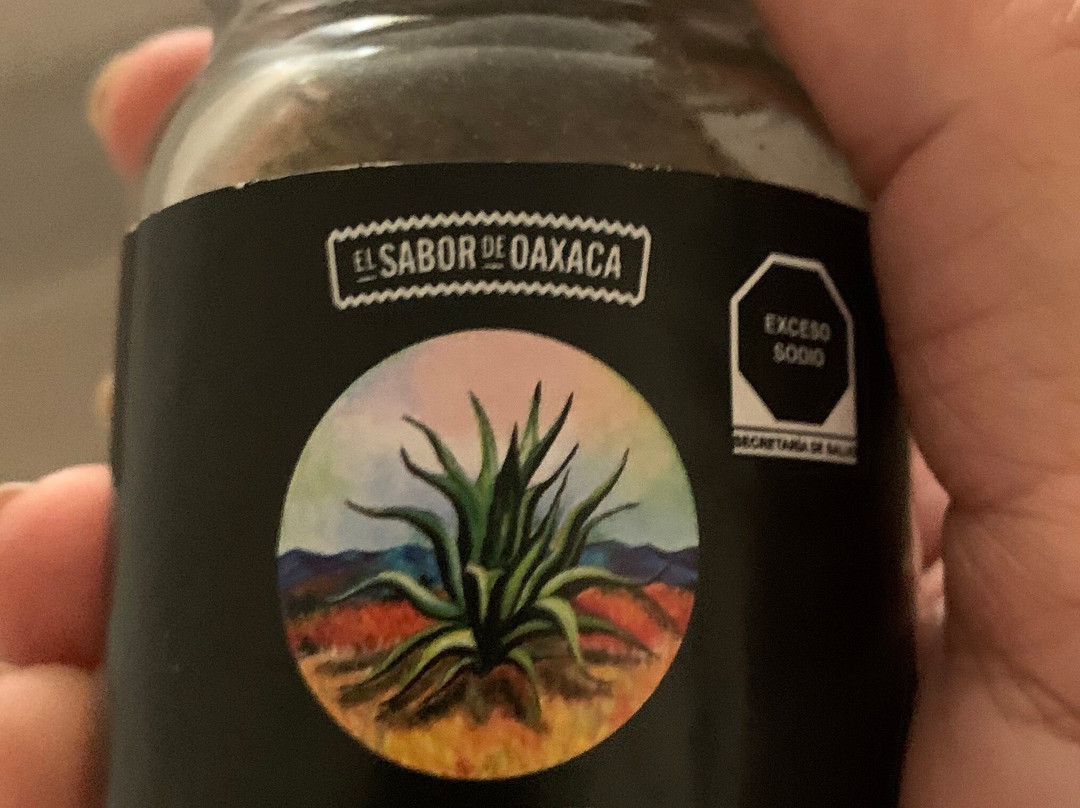 EL SABOR DE OAXACA
EXCESO
SODIO
SECRETARÍA DE SALUD